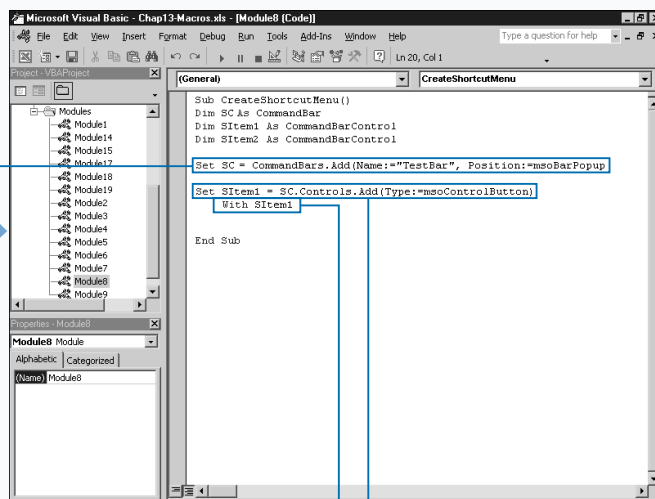 Microsoft Visual Basic - Chap13-Macros.xls - [Module8 (Code)]
File Edit View Insert Format Debug Run Tools Add-Ins Window Help Type a question for help
Ln 20, Col 1
Project - VBAProject
(General) CreateShortcutMenu
Modules
Module1
Module14
Module15
Module17
Module18
Module19
Module2
Module3
Module4
Module5
Module6
Module7
Module8
Module9
Properties - Module8
Module8 Module
Alphabetic Categorized
(Name) Module8
Sub CreateShortcutMenu()
Dim SC As CommandBar
Dim SItem1 As CommandBarControl
Dim SItem2 As CommandBarControl
Set SC = CommandBars.Add(Name:="TestBar", Position:=msoBarPopup
Set SItem1 = SC.Controls.Add(Type:=msoControlButton)
With SItem1
End Sub